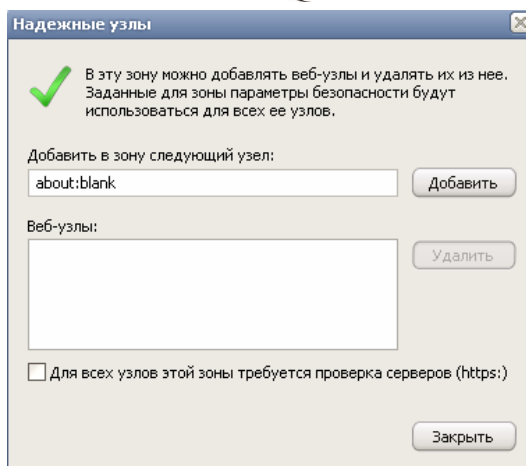 Надежные узлы
В эту зону можно добавлять веб-узлы и удалять их из нее.
Заданные для зоны параметры безопасности будут
использоваться для всех ее узлов.
Добавить в зону следующий узел:
about:blank
Добавить
Веб-узлы:
Удалить
Для всех узлов этой зоны требуется проверка серверов (https:)
Закрыть